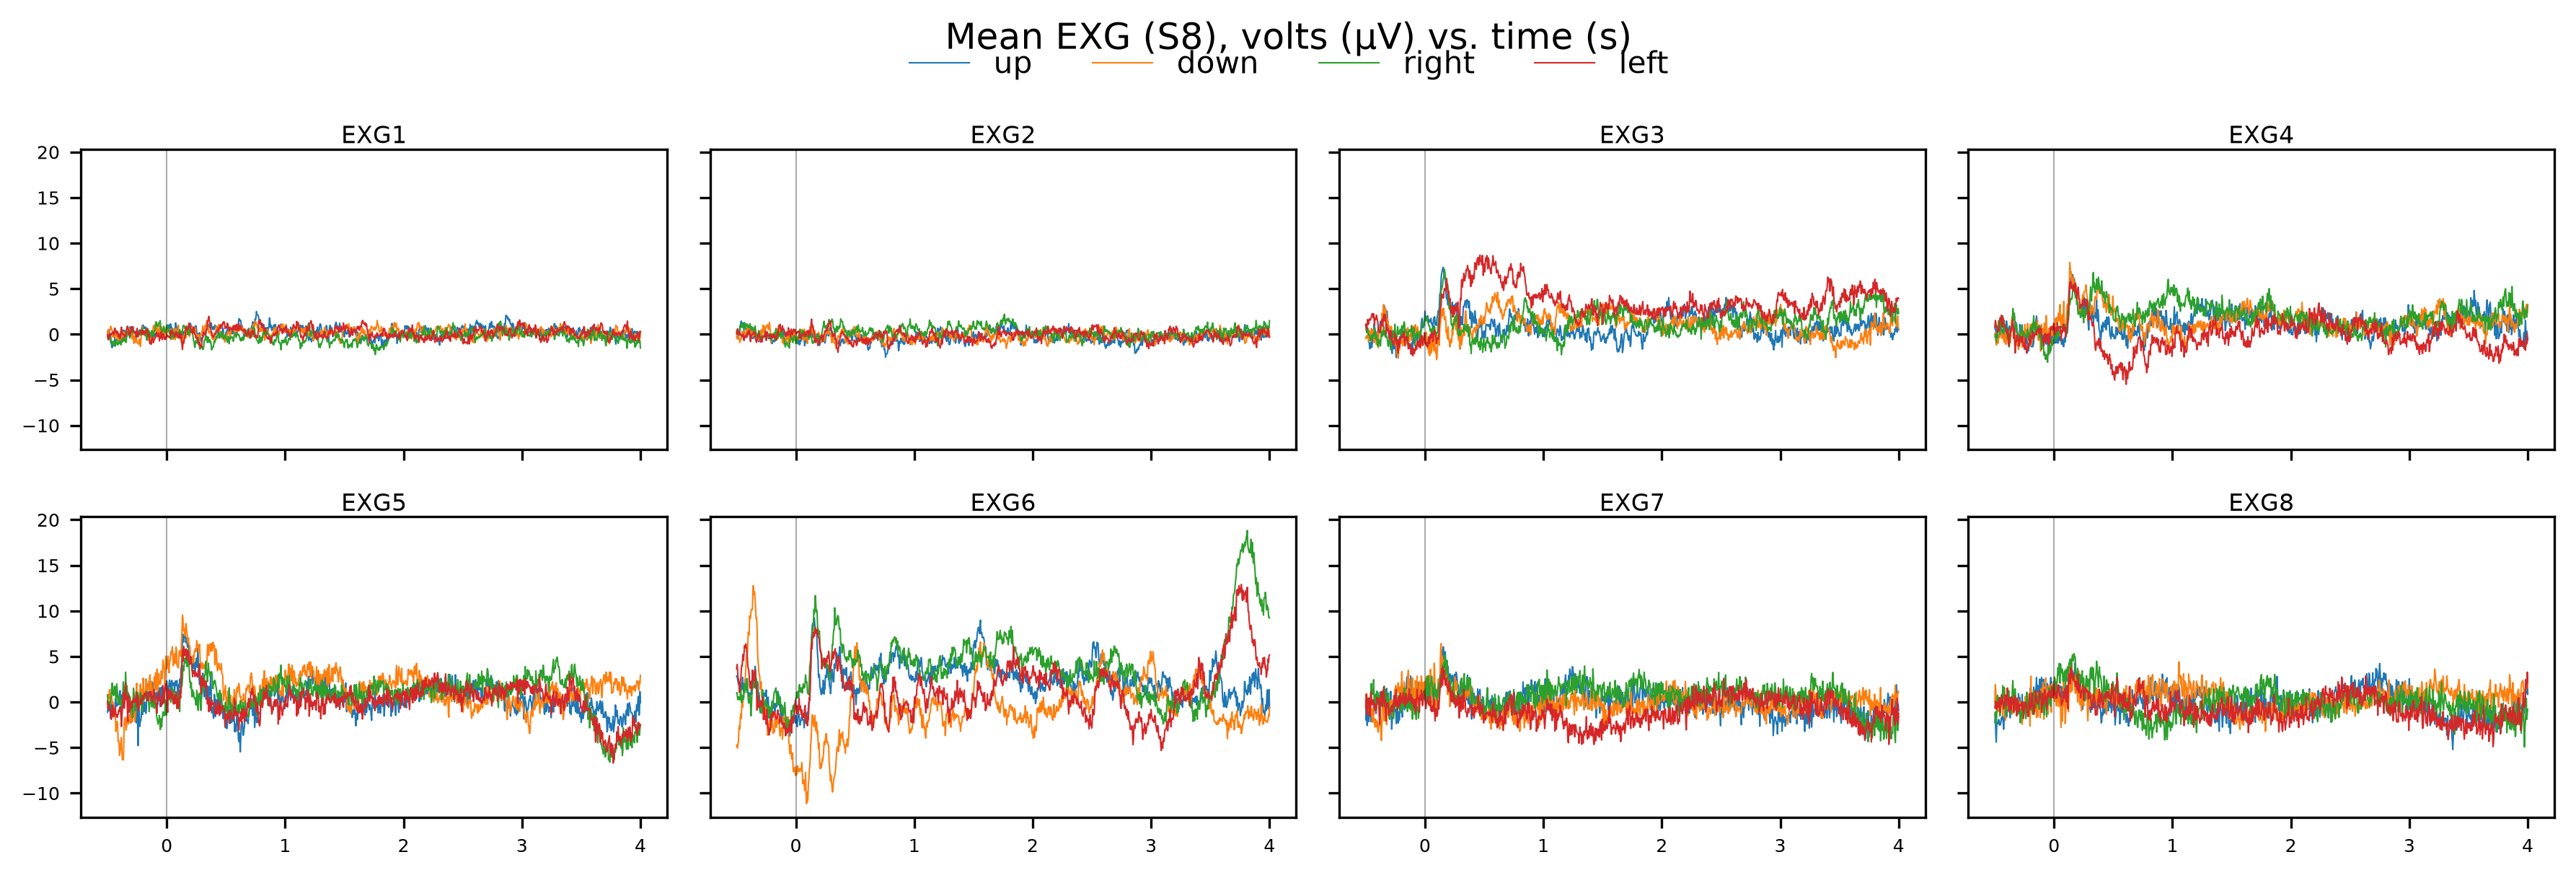 Mean EXG (S8), volts (µV) vs. time (s)
up down right left
EXG1 EXG2 EXG3 EXG4
20
15
10
5
0
−5
−10
EXG5 EXG6 EXG7 EXG8
20
15
10
5
0
−5
−10
0 1 2 3 4 0 1 2 3 4 0 1 2 3 4 0 1 2 3 4